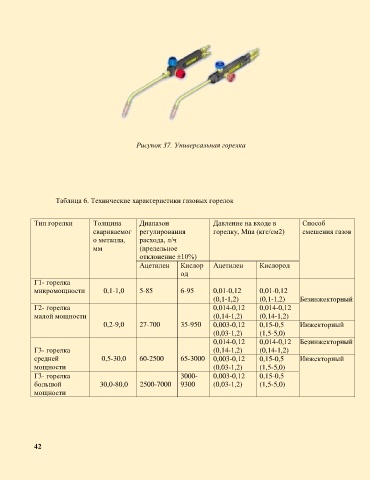 Рисунок 37. Универсальная горелка
Таблица 6. Технические характеристики газовых горелок
Тип горелки Толщина Диапазон Давление на входе в Способ
свариваемог регулирования горелку, Мпа (кгс/см2) смешения газов
о металла, расхода, л/ч
мм (предельное
отклонение ±10%)
Ацетилен Кислор Ацетилен Кислород
од
Г1- горелка
микромощности 0,1-1,0 5-85 6-95 0,01-0,12 0,01-0,12
(0,1-1,2) (0,1-1,2) Безинжекторный
Г2- горелка 0,014-0,12 0,014-0,12
малой мощности (0,14-1,2) (0,14-1,2)
0,2-9,0 27-700 35-950 0,003-0,12 0,15-0,5 Инжекторный
(0,03-1,2) (1,5-5,0)
0,014-0,12 0,014-0,12 Безинжекторный
Г3- горелка (0,14-1,2) (0,14-1,2)
средней 0,5-30,0 60-2500 65-3000 0,003-0,12 0,15-0,5 Инжекторный
мощности (0,03-1,2) (1,5-5,0)
Г3- горелка 3000- 0,003-0,12 0,15-0,5
большой 30,0-80,0 2500-7000 9300 (0,03-1,2) (1,5-5,0)
мощности
42